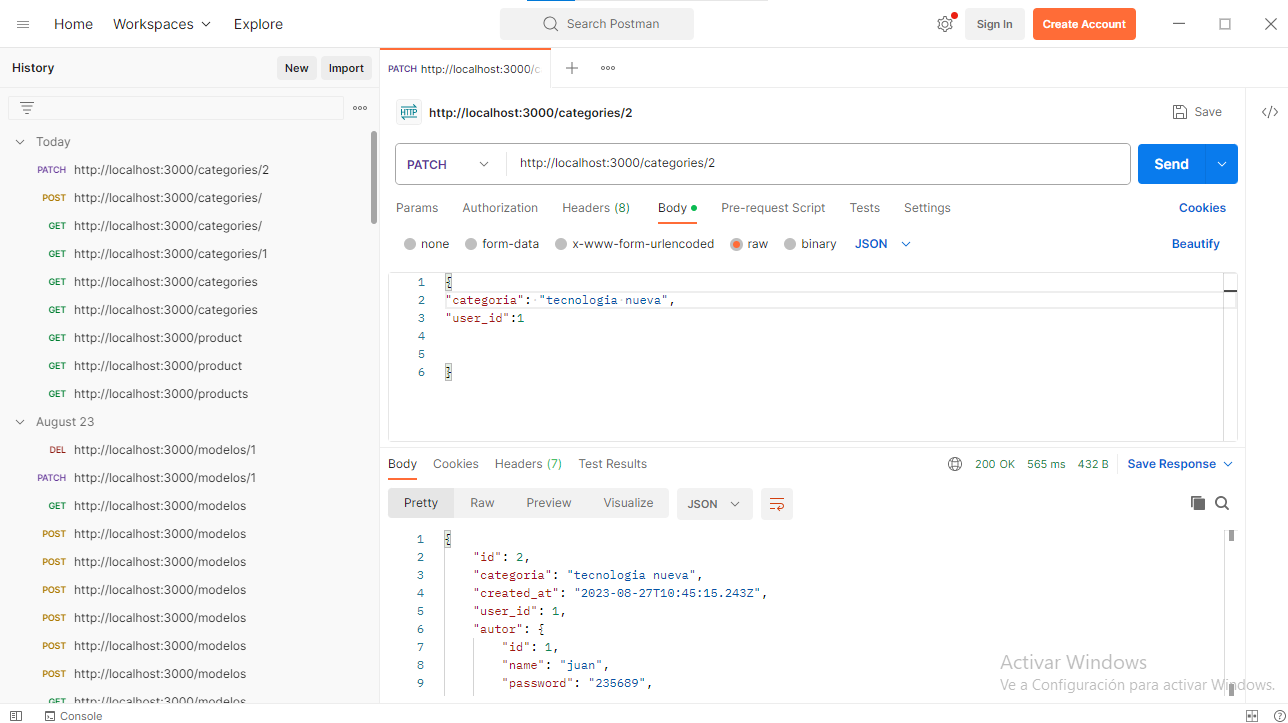 Home Workspaces Explore Search Postman Sign In Create Account
History New Import
PATCH http://localhost:3000/c
http://localhost:3000/categories/2 Save
PATCH http://localhost:3000/categories/2 Send
Params Authorization Headers (8) Body Pre-request Script Tests Settings Cookies
none form-data x-www-form-urlencoded raw binary JSON Beautify
1 {
2 "categoria": "tecnologia nueva",
3 "user_id":1
4
5
6 }
Today
PATCH http://localhost:3000/categories/2
POST http://localhost:3000/categories/
GET http://localhost:3000/categories/
GET http://localhost:3000/categories/1
GET http://localhost:3000/categories
GET http://localhost:3000/categories
GET http://localhost:3000/product
GET http://localhost:3000/product
GET http://localhost:3000/products
August 23
DEL http://localhost:3000/modelos/1
PATCH http://localhost:3000/modelos/1
GET http://localhost:3000/modelos
POST http://localhost:3000/modelos
POST http://localhost:3000/modelos
POST http://localhost:3000/modelos
POST http://localhost:3000/modelos
POST http://localhost:3000/modelos
POST http://localhost:3000/modelos
GET http://localhost:3000/modelos
Body Cookies Headers (7) Test Results 200 OK 565 ms 432 B Save Response
Pretty Raw Preview Visualize JSON
1 {
2 "id": 2,
3 "categoria": "tecnologia nueva",
4 "created_at": "2023-08-27T10:45:15.243Z",
5 "user_id": 1,
6 "autor": {
7 "id": 1,
8 "name": "juan",
9 "password": "235689",
Activar Windows
Ve a Configuración para activar Windows.
Console